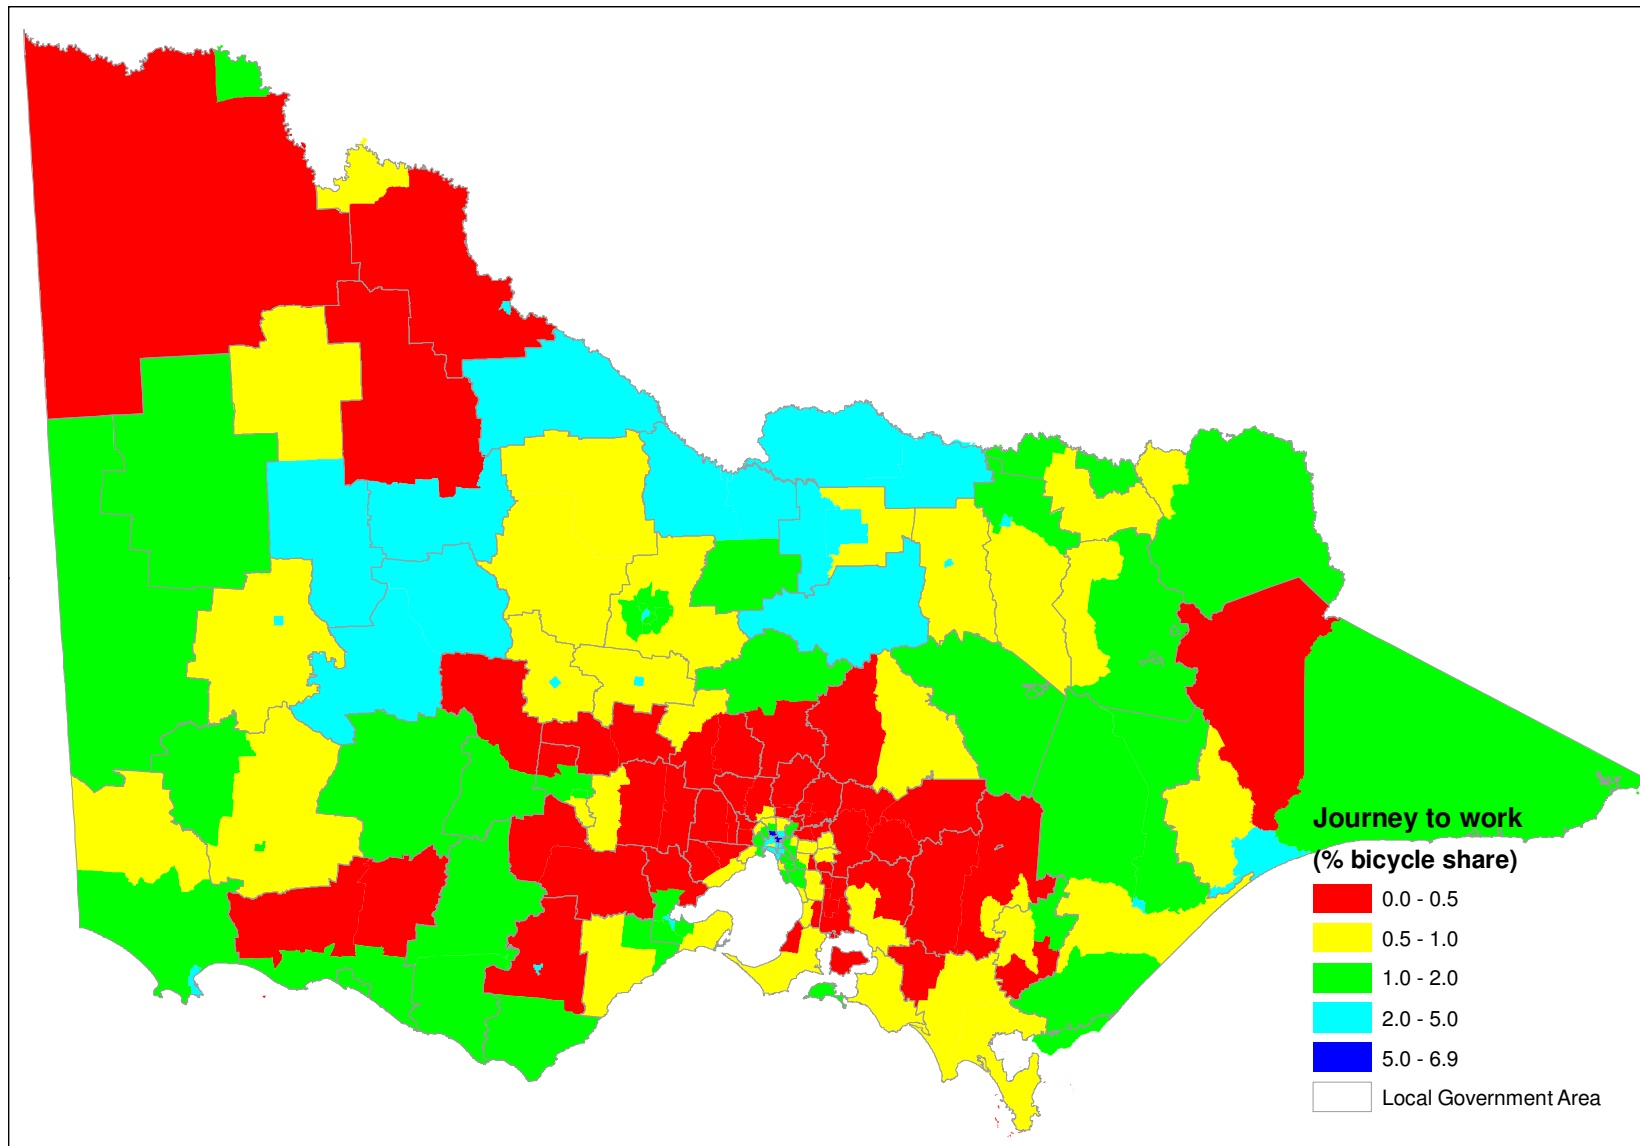 Journey to work
(% bicycle share)
0.0 - 0.5
0.5 - 1.0
1.0 - 2.0
2.0 - 5.0
5.0 - 6.9
Local Government Area